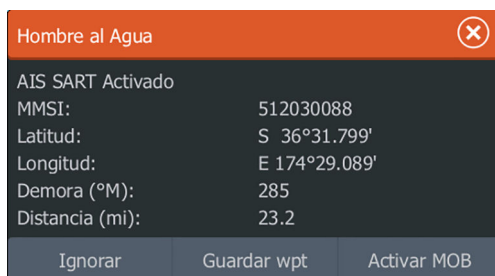 Hombre al Agua
AIS SART Activado
MMSI: 512030088
Latitud: S 36°31.799'
Longitud: E 174°29.089'
Demora (°M): 285
Distancia (mi): 23.2
Ignorar Guardar wpt Activar MOB